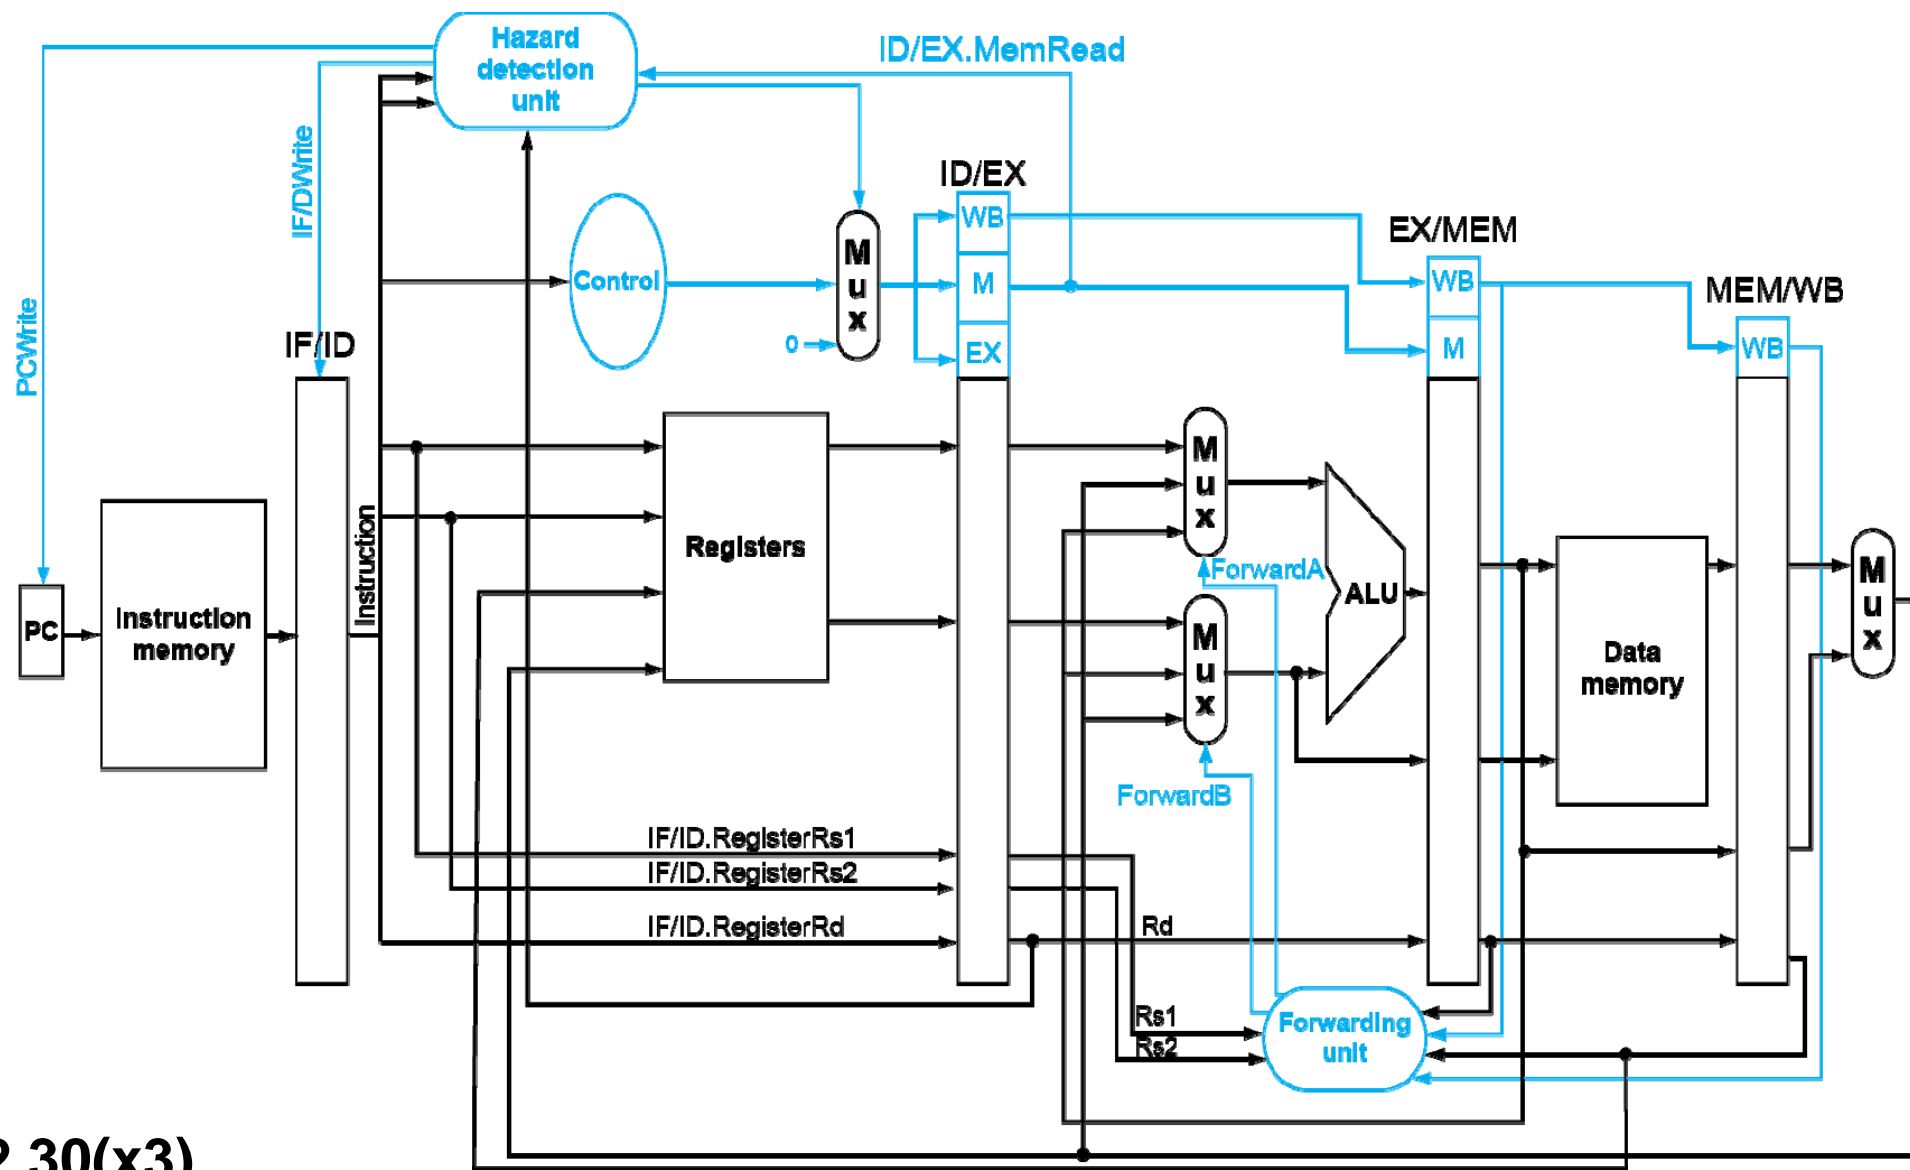 Hazard
detection
unit
ID/EX.MemRead
IF/DWrite
PCWrite
ID/EX
WB
M
EX
EX/MEM
WB
M
MEM/WB
WB
Control
M
u
x
0
IF/ID
Instruction
PC
Instruction
memory
Registers
M
u
x
ForwardA
M
u
x
ForwardB
ALU
Data
memory
M
u
x
IF/ID.RegisterRs1
IF/ID.RegisterRs2
IF/ID.RegisterRd
Rd
Rs1
Rs2
Forwarding
unit
30(x3)